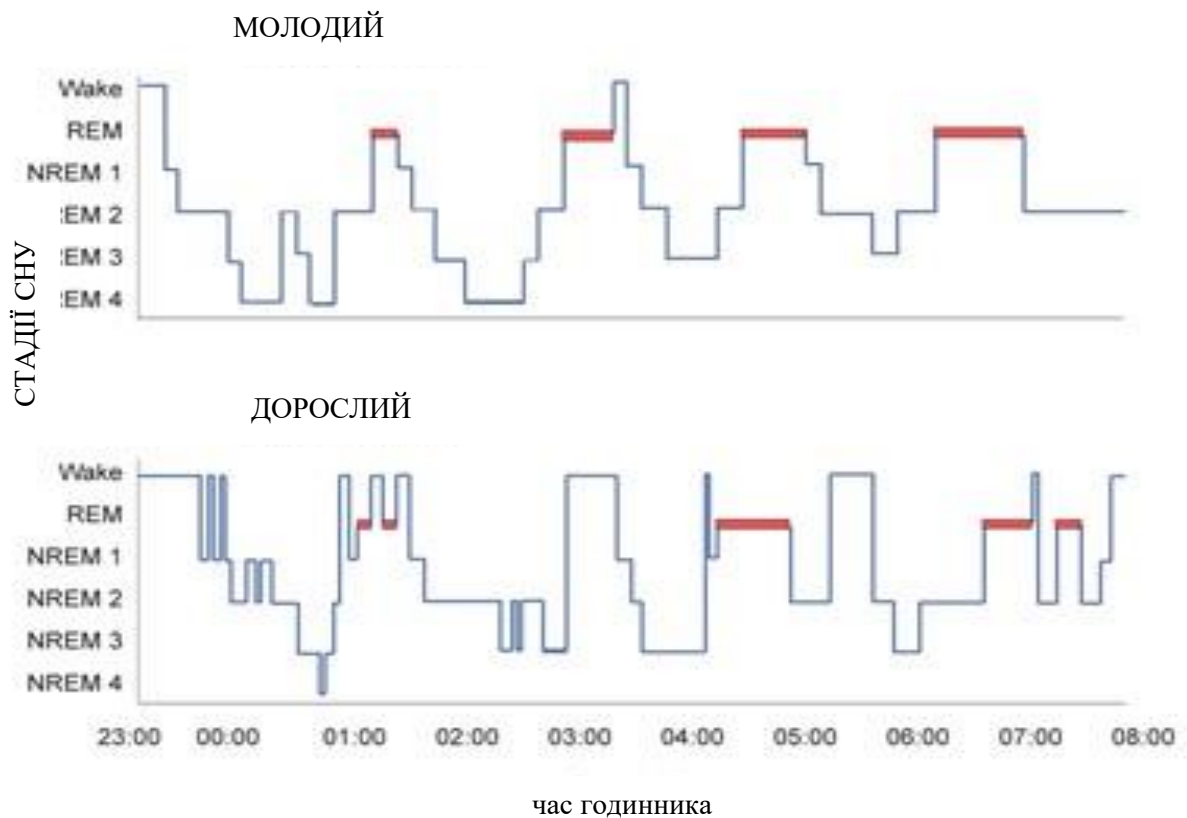 МОЛОДИЙ
Wake
REM
NREM 1
EM 2
EM 3
EM 4
СТАДІЇ СНУ
ДОРОСЛИЙ
Wake
REM
NREM 1
NREM 2
NREM 3
NREM 4
23:00 00:00 01:00 02:00 03:00 04:00 05:00 06:00 07:00 08:00
час годинника